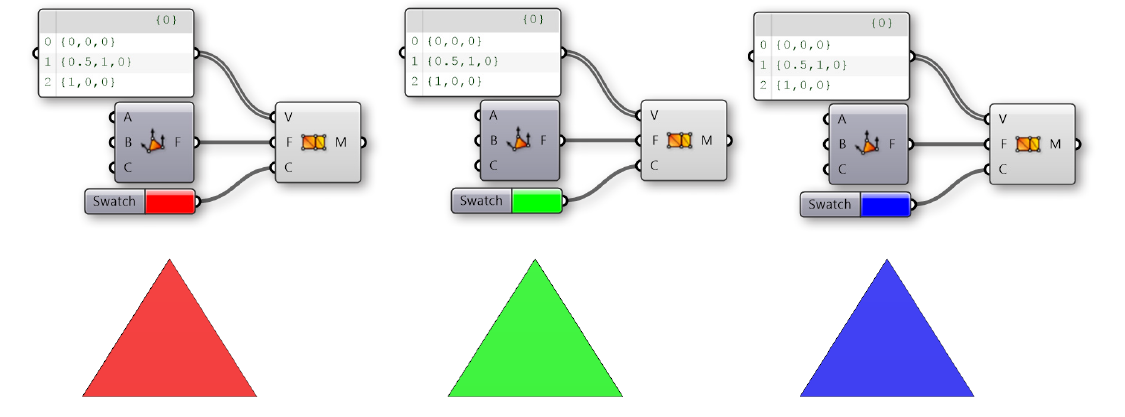 {0}
0 {0,0,0}
1 {0.5,1,0}
2 {1,0,0}
A
B F
C
V
F M
C
Swatch
{0}
0 {0,0,0}
1 {0.5,1,0}
2 {1,0,0}
A
B F
C
V
F M
C
Swatch
{0}
0 {0,0,0}
1 {0.5,1,0}
2 {1,0,0}
A
B F
C
V
F M
C
Swatch